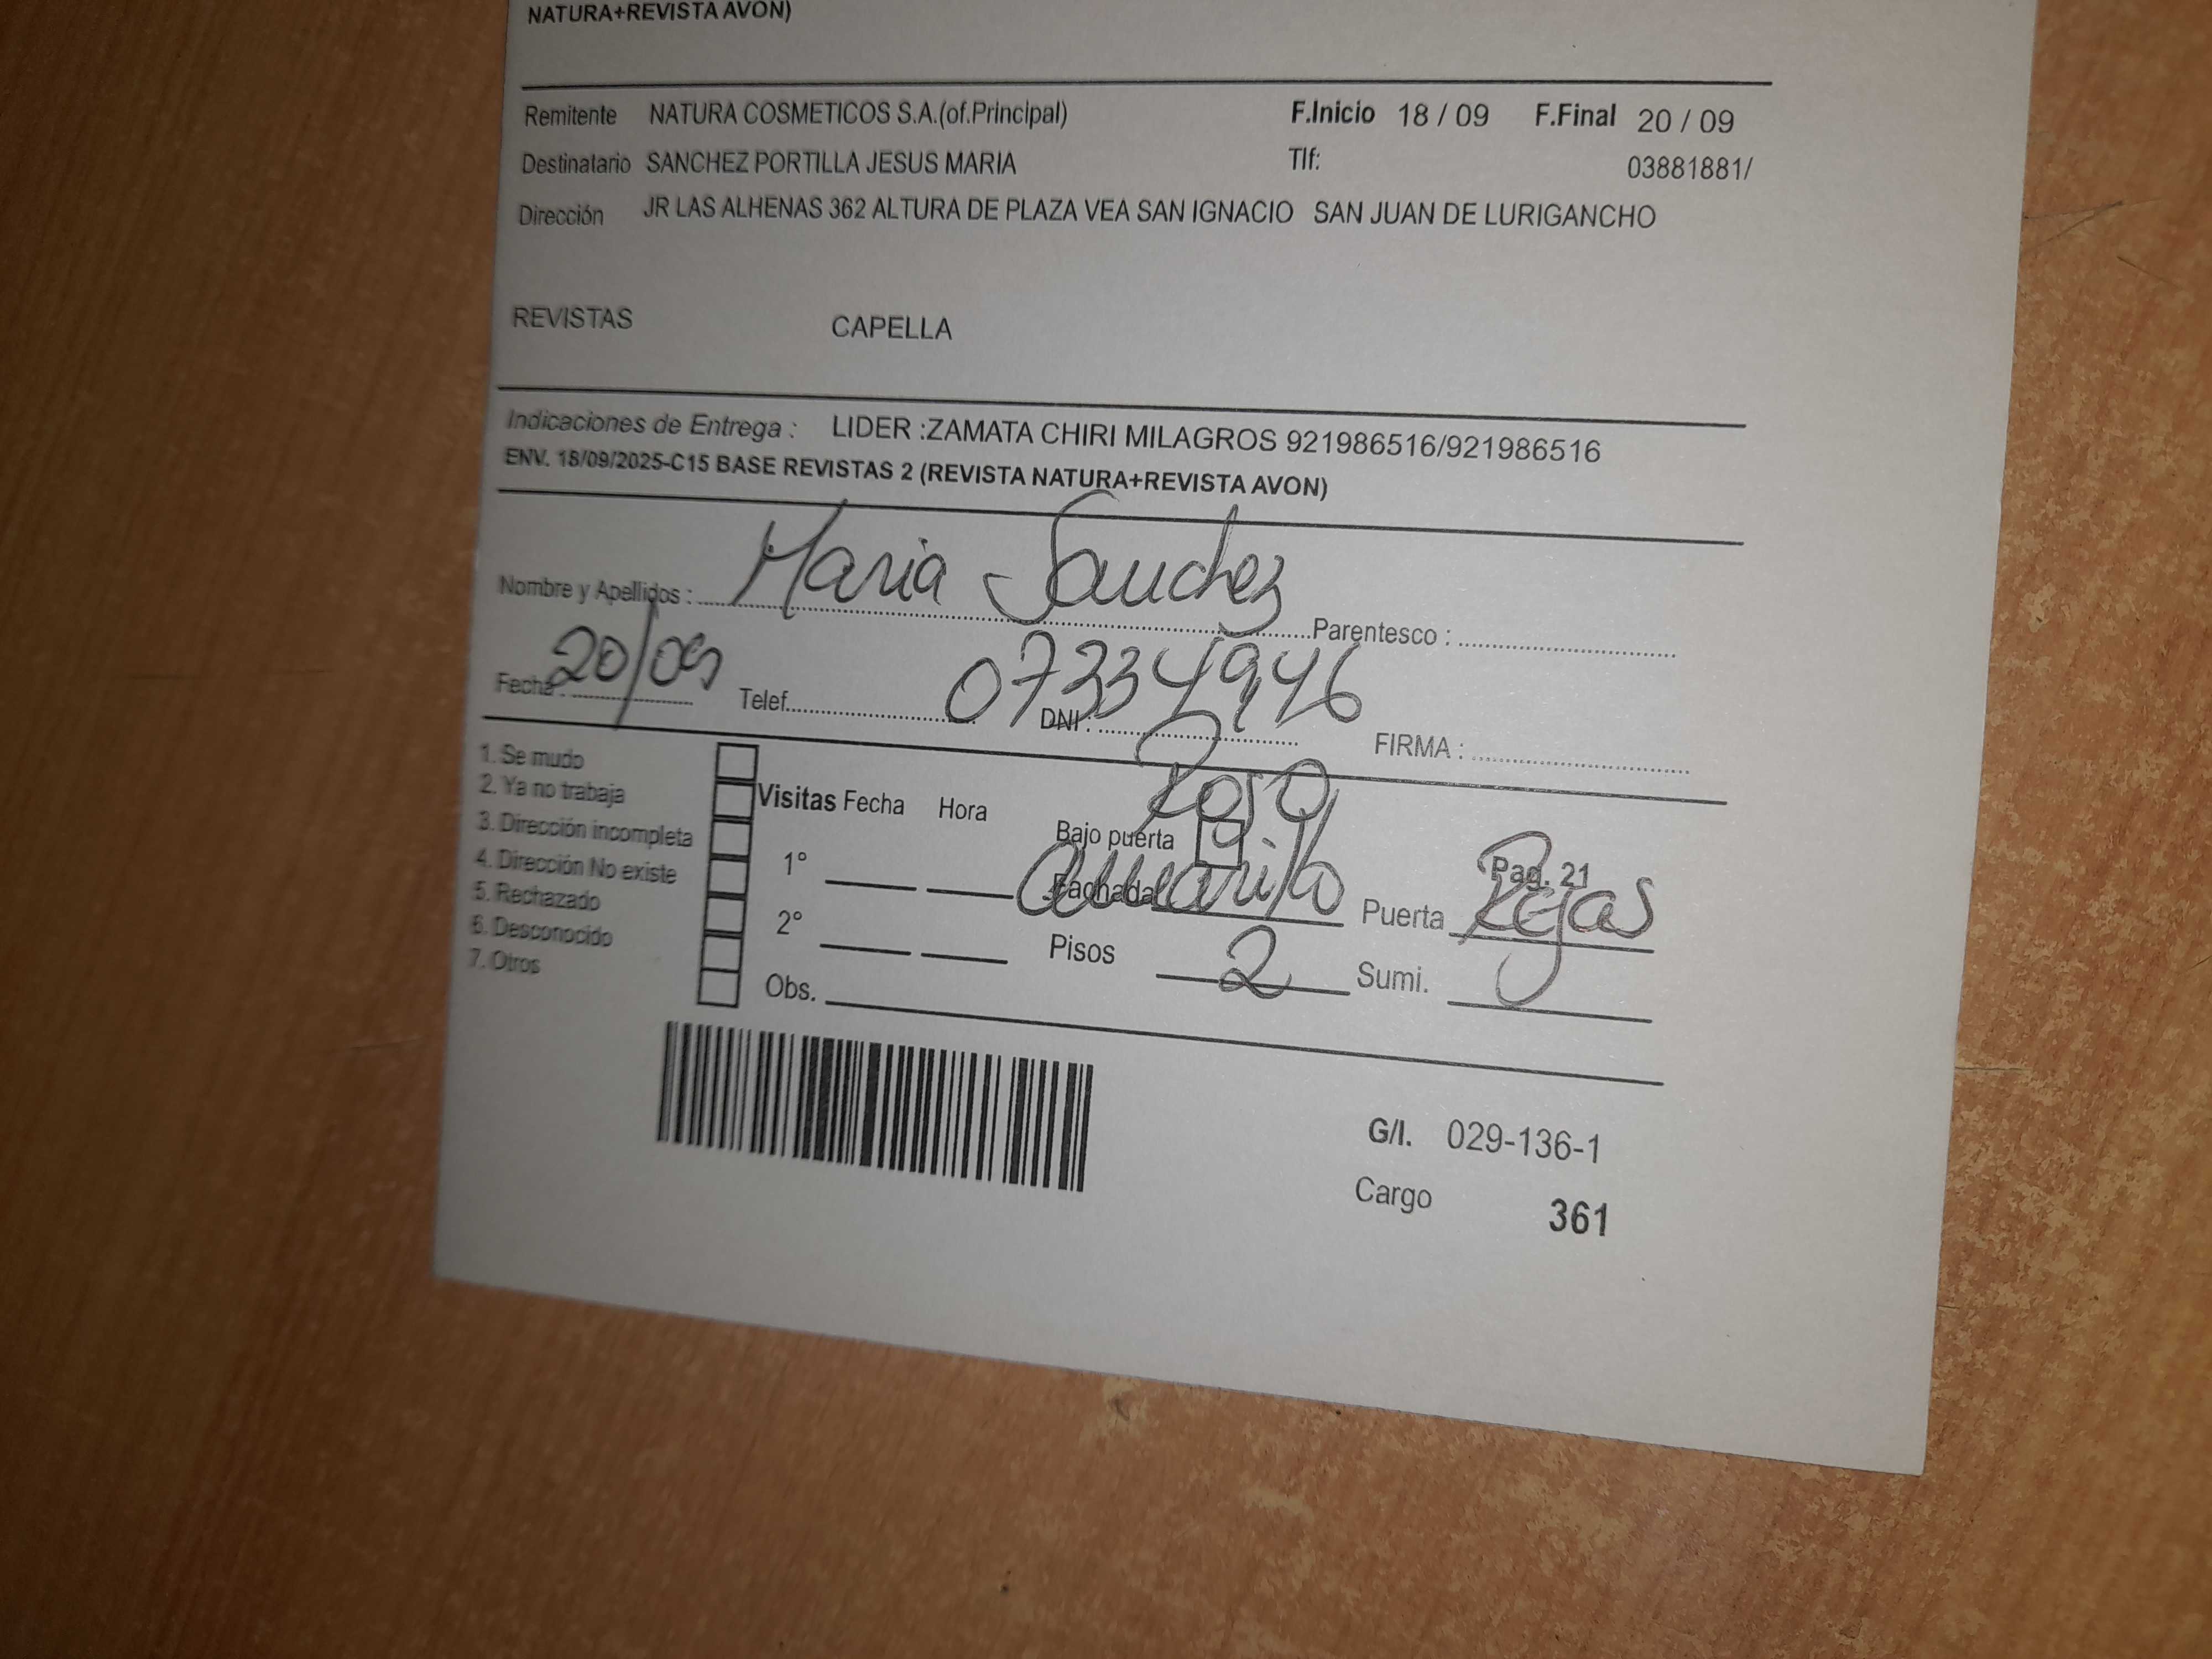 NATURA+REVISTA AVON)
Remitente NATURA COSMETICOS S.A.(of.Principal) F.Inicio 18 / 09 F.Final 20 / 09
Destinatario SANCHEZ PORTILLA JESUS MARIA Tlf: 03881881/
Dirección JR LAS ALHENAS 362 ALTURA DE PLAZA VEA SAN IGNACIO SAN JUAN DE LURIGANCHO
REVISTAS CAPELLA
Indicaciones de Entrega : LIDER :ZAMATA CHIRI MILAGROS 921986516/921986516
ENV. 18/09/2025-C15 BASE REVISTAS 2 (REVISTA NATURA+REVISTA AVON)
Nombre y Apellidos : Maria Sanchez Parentesco :
Fecha : 20/09 Telef. DNI : 07334946 FIRMA :
1. Se mudo
2. Ya no trabaja
3. Dirección incompleta
4. Dirección No existe
5. Rechazado
6. Desconocido
7. Otros
Visitas Fecha Hora
1°
2°
Obs.
Bajo puerta
Pag. 21
Fachada amarillo Puerta Rejas
Pisos 2 Sumi.
G/I. 029-136-1
Cargo 361